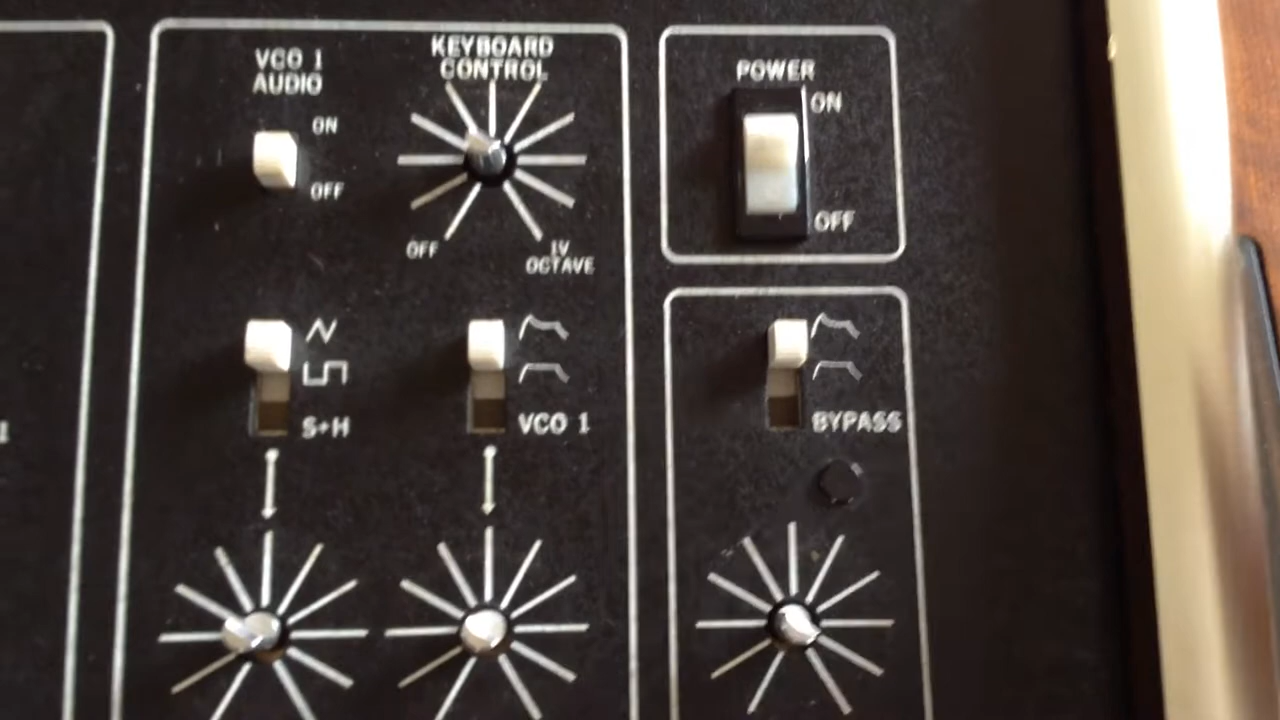 VCO 1
AUDIO
ON
OFF
KEYBOARD
CONTROL
OFF
1V
OCTAVE
POWER
ON
OFF
S+H
VCO 1
BYPASS